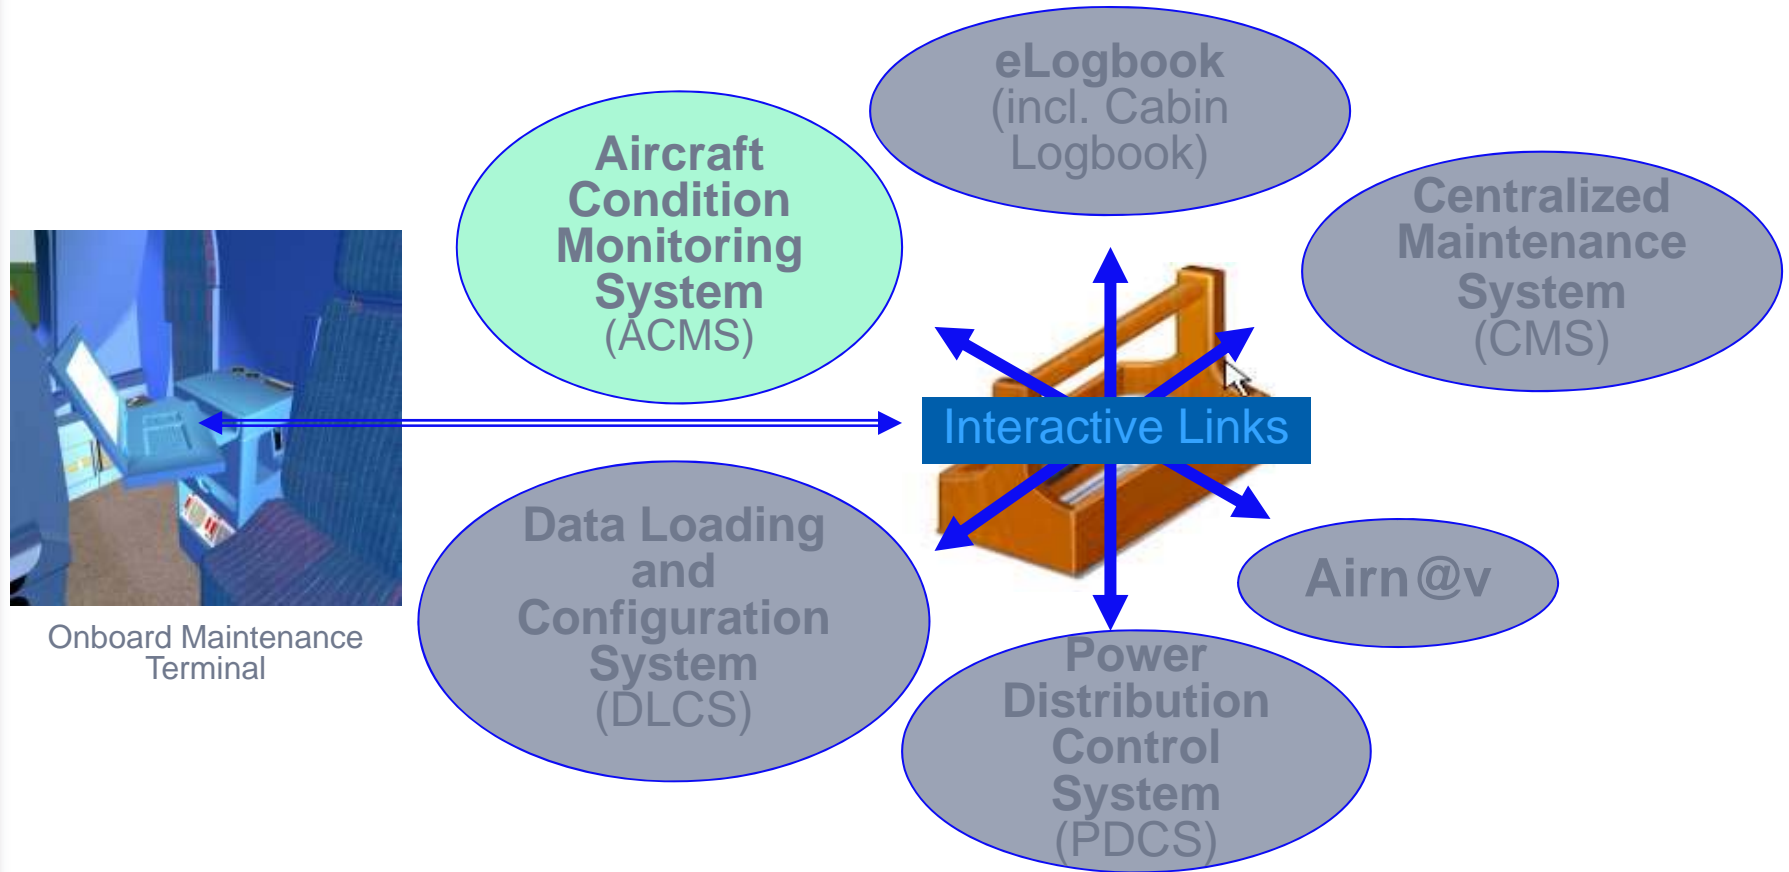 eLogbook
(incl. Cabin
Logbook)
Aircraft
Condition
Monitoring
System
(ACMS)
Centralized
Maintenance
System
(CMS)
Interactive Links
Onboard Maintenance
Terminal
Data Loading
and
Configuration
System
(DLCS)
Airn@v
Power
Distribution
Control
System
(PDCS)